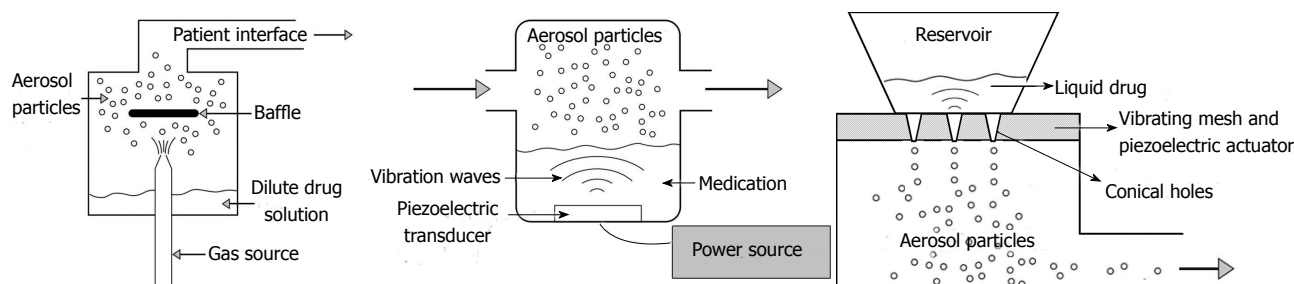 Patient interface
Aerosol
particles
Baffle
Dilute drug
solution
Gas source
Aerosol particles
Vibration waves
Medication
Piezoelectric
transducer
Power source
Reservoir
Liquid drug
Vibrating mesh and
piezoelectric actuator
Conical holes
Aerosol particles